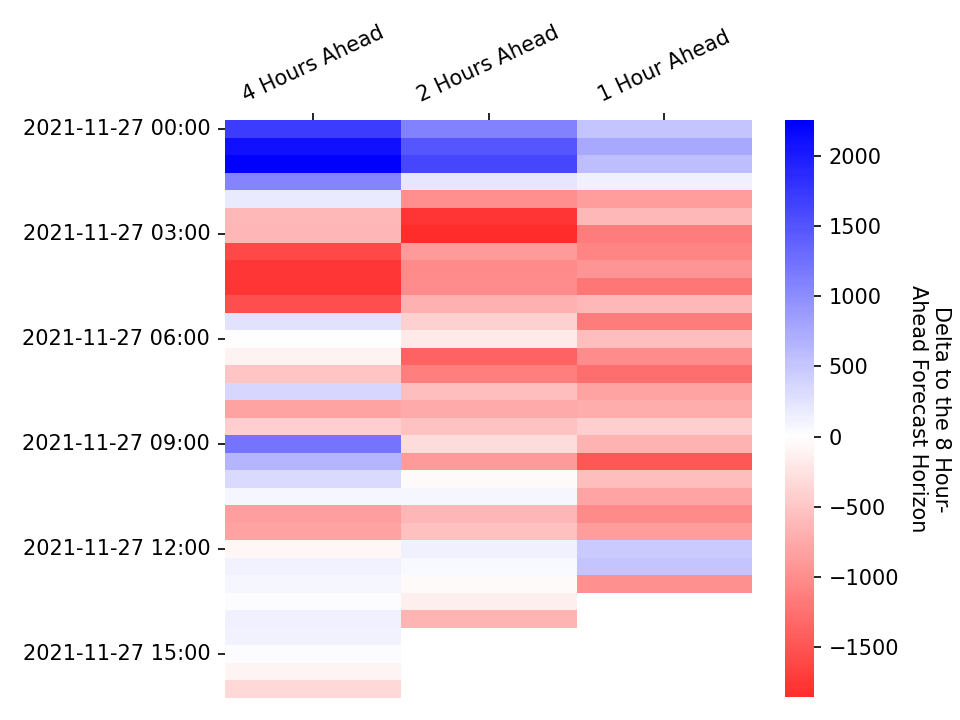 4 Hours Ahead
2 Hours Ahead
1 Hour Ahead
2021-11-27 00:00
2021-11-27 03:00
2021-11-27 06:00
2021-11-27 09:00
2021-11-27 12:00
2021-11-27 15:00
2000
1500
1000
500
0
−500
−1000
−1500
Delta to the 8 Hour-
Ahead Forecast Horizon